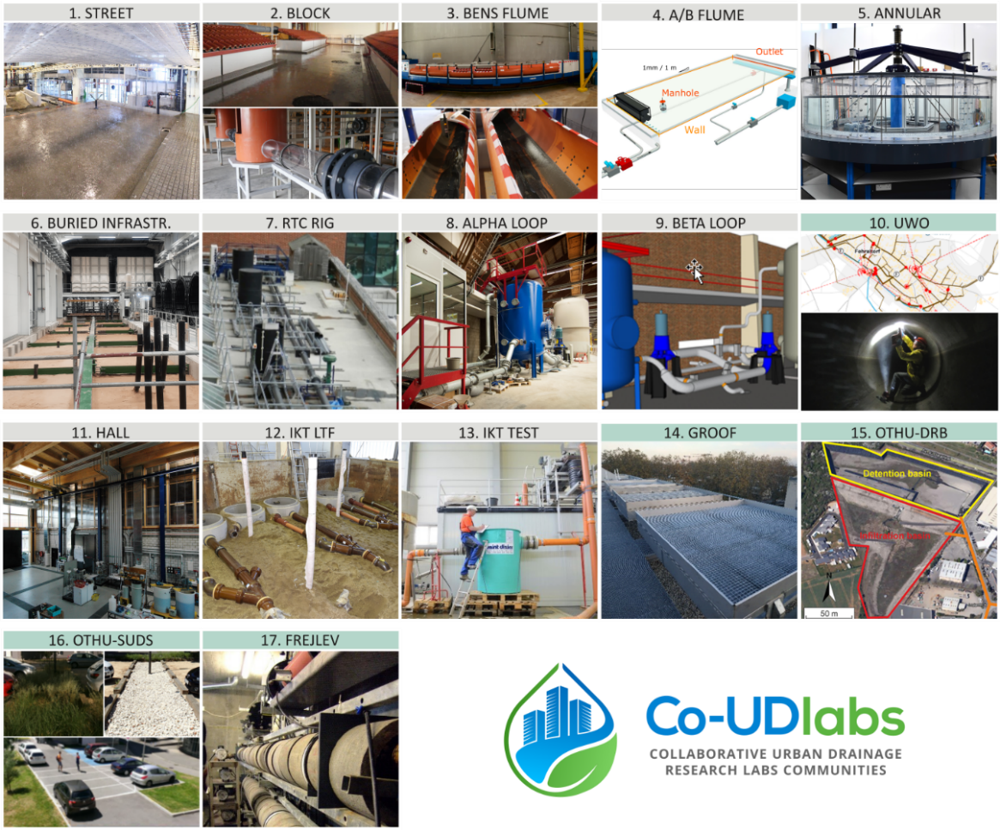 1. STREET
2. BLOCK
3. BENS FLUME
4. A/B FLUME
5. ANNULAR
1mm / 1 m
Outlet
Manhole
Wall
6. BURIED INFRASTR.
7. RTC RIG
8. ALPHA LOOP
9. BETA LOOP
10. UWO
Fehraltorf
11. HALL
12. IKT LTF
13. IKT TEST
14. GROOF
15. OTHU-DRB
Detention basin
Infiltration basin
N
50 m
16. OTHU-SUDS
17. FREJLEV
Co-UDlabs
COLLABORATIVE URBAN DRAINAGE
RESEARCH LABS COMMUNITIES